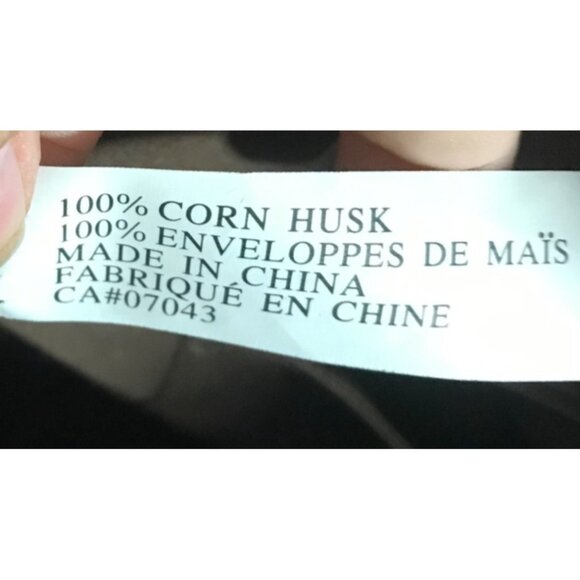 100% CORN HUSK
100% ENVELOPPES DE MAÏS
MADE IN CHINA
FABRIQUÉ EN CHINE
CA#07043